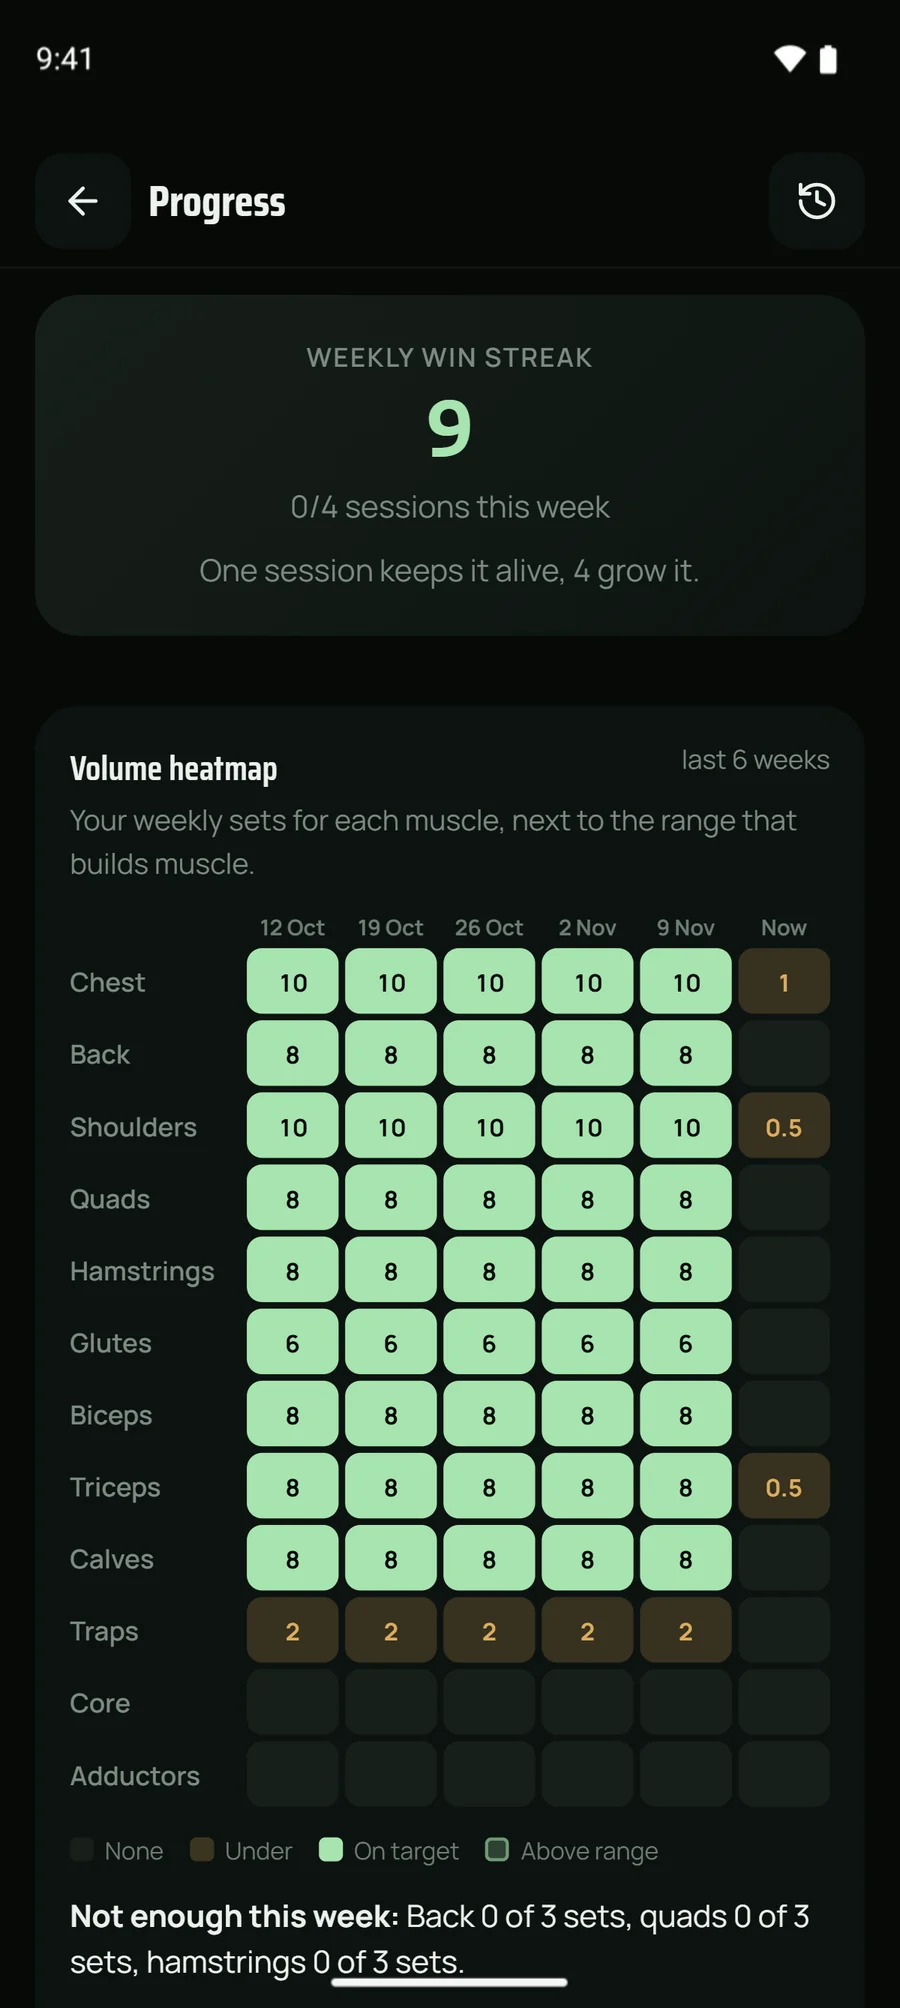 9:41
Progress
WEEKLY WIN STREAK
9
0/4 sessions this week
One session keeps it alive, 4 grow it.
Volume heatmap
last 6 weeks
Your weekly sets for each muscle, next to the range that
builds muscle.
12 Oct 19 Oct 26 Oct 2 Nov 9 Nov Now
Chest 10 10 10 10 10 1
Back 8 8 8 8 8
Shoulders 10 10 10 10 10 0.5
Quads 8 8 8 8 8
Hamstrings 8 8 8 8 8
Glutes 6 6 6 6 6
Biceps 8 8 8 8 8
Triceps 8 8 8 8 8 0.5
Calves 8 8 8 8 8
Traps 2 2 2 2 2
Core
Adductors
None Under On target Above range
Not enough this week: Back 0 of 3 sets, quads 0 of 3
sets, hamstrings 0 of 3 sets.